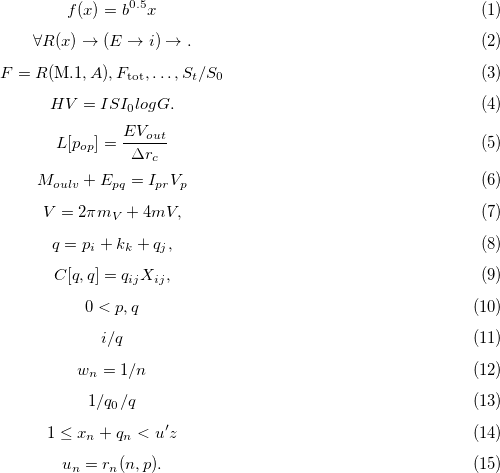 f(x) = b^{0.5}x (1)
∀R(x) → (E → i) → . (2)
F = R(M.1, A), F_{tot}, . . . , S_t/S_0 (3)
HV = ISI_0logG. (4)
L[p_{op}] = \frac{EV_{out}}{Δr_c} (5)
M_{oulv} + E_{pq} = I_{pr}V_p (6)
V = 2πm_V + 4mV, (7)
q = p_i + k_k + q_j, (8)
C[q, q] = q_{ij}X_{ij}, (9)
0 < p, q (10)
i/q (11)
w_n = 1/n (12)
1/q_0/q (13)
1 ≤ x_n + q_n < u′z (14)
u_n = r_n(n, p). (15)